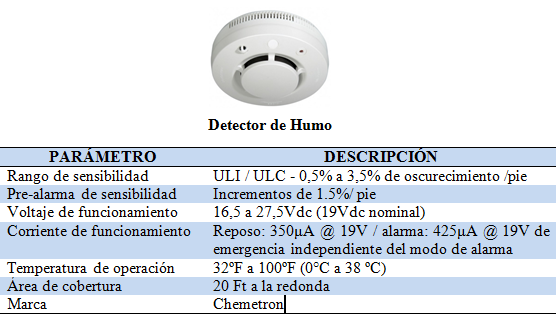 Detector de Humo
PARÁMETRO DESCRIPCIÓN
Rango de sensibilidad ULI / ULC - 0,5% a 3,5% de oscurecimiento /pie
Pre-alarma de sensibilidad Incrementos de 1.5%/ pie
Voltaje de funcionamiento 16,5 a 27,5Vdc (19Vdc nominal)
Corriente de funcionamiento Reposo: 350µA @ 19V / alarma: 425µA @ 19V de
emergencia independiente del modo de alarma
Temperatura de operación 32ºF a 100ºF (0°C a 38 ºC)
Área de cobertura 20 Ft a la redonda
Marca Chemetron